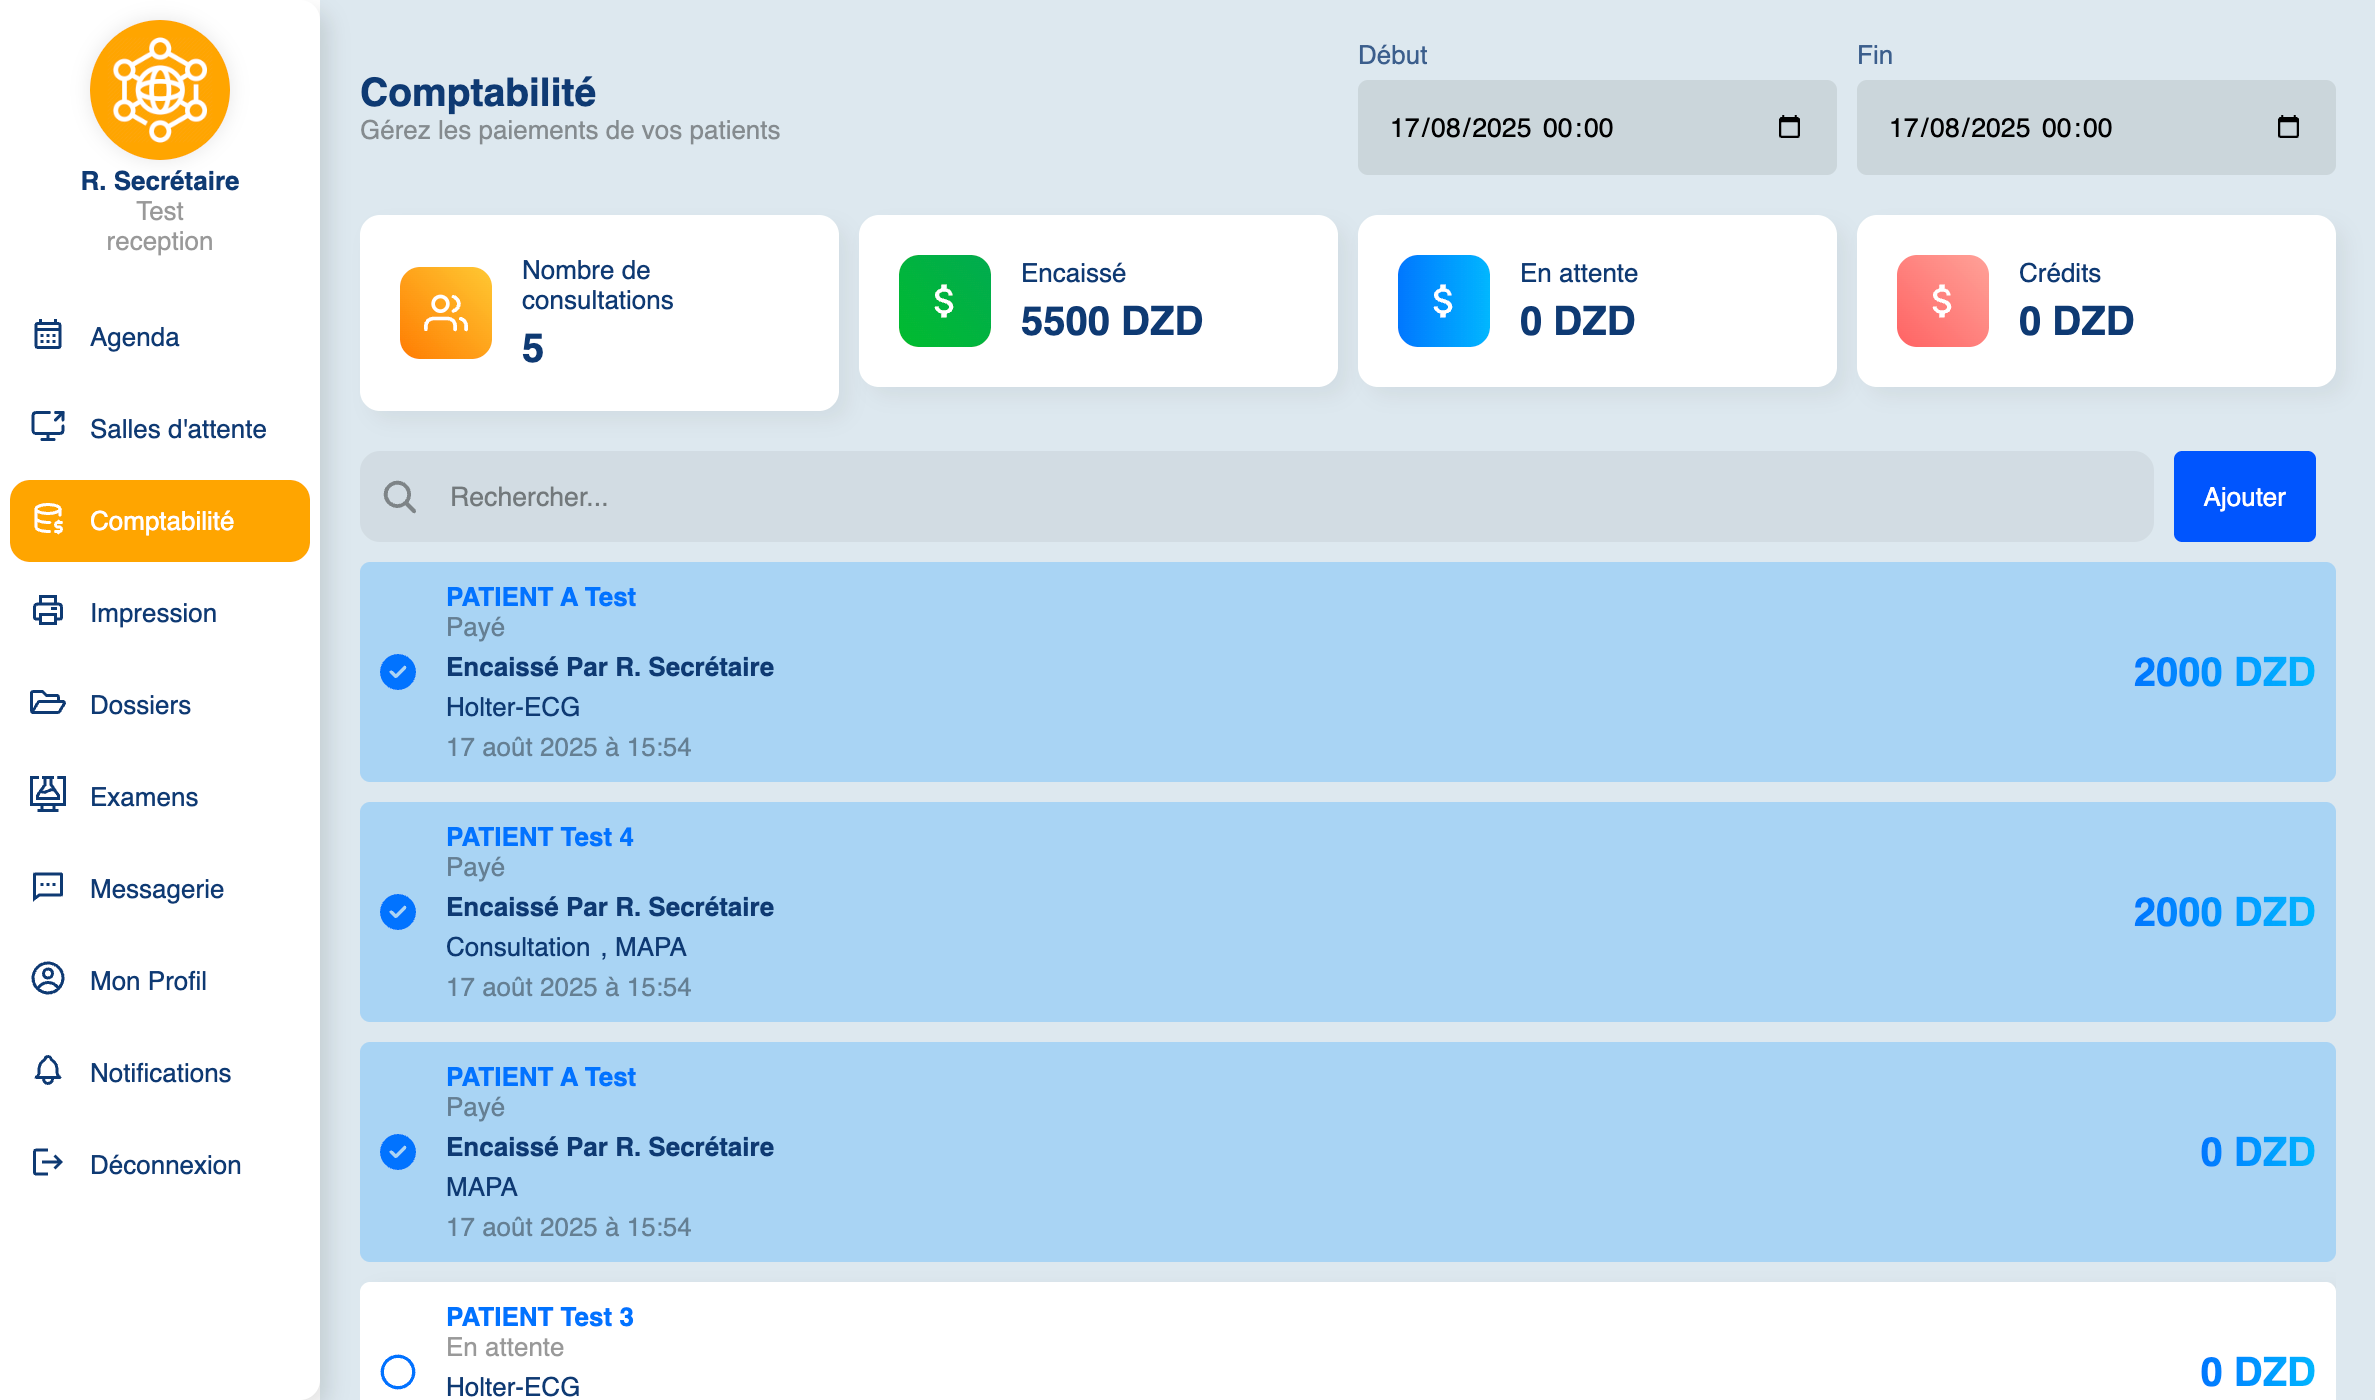 R. Secrétaire
Test
reception
Agenda
Salles d'attente
Comptabilité
Impression
Dossiers
Examens
Messagerie
Mon Profil
Notifications
Déconnexion
Comptabilité
Gérez les paiements de vos patients
Début
17/08/2025 00:00
Fin
17/08/2025 00:00
Nombre de
consultations
5
Encaissé
5500 DZD
En attente
0 DZD
Crédits
0 DZD
Rechercher...
Ajouter
PATIENT A Test
Payé
Encaissé Par R. Secrétaire
Holter-ECG
17 août 2025 à 15:54
2000 DZD
PATIENT Test 4
Payé
Encaissé Par R. Secrétaire
Consultation , MAPA
17 août 2025 à 15:54
2000 DZD
PATIENT A Test
Payé
Encaissé Par R. Secrétaire
MAPA
17 août 2025 à 15:54
0 DZD
PATIENT Test 3
En attente
Holter-ECG
0 DZD